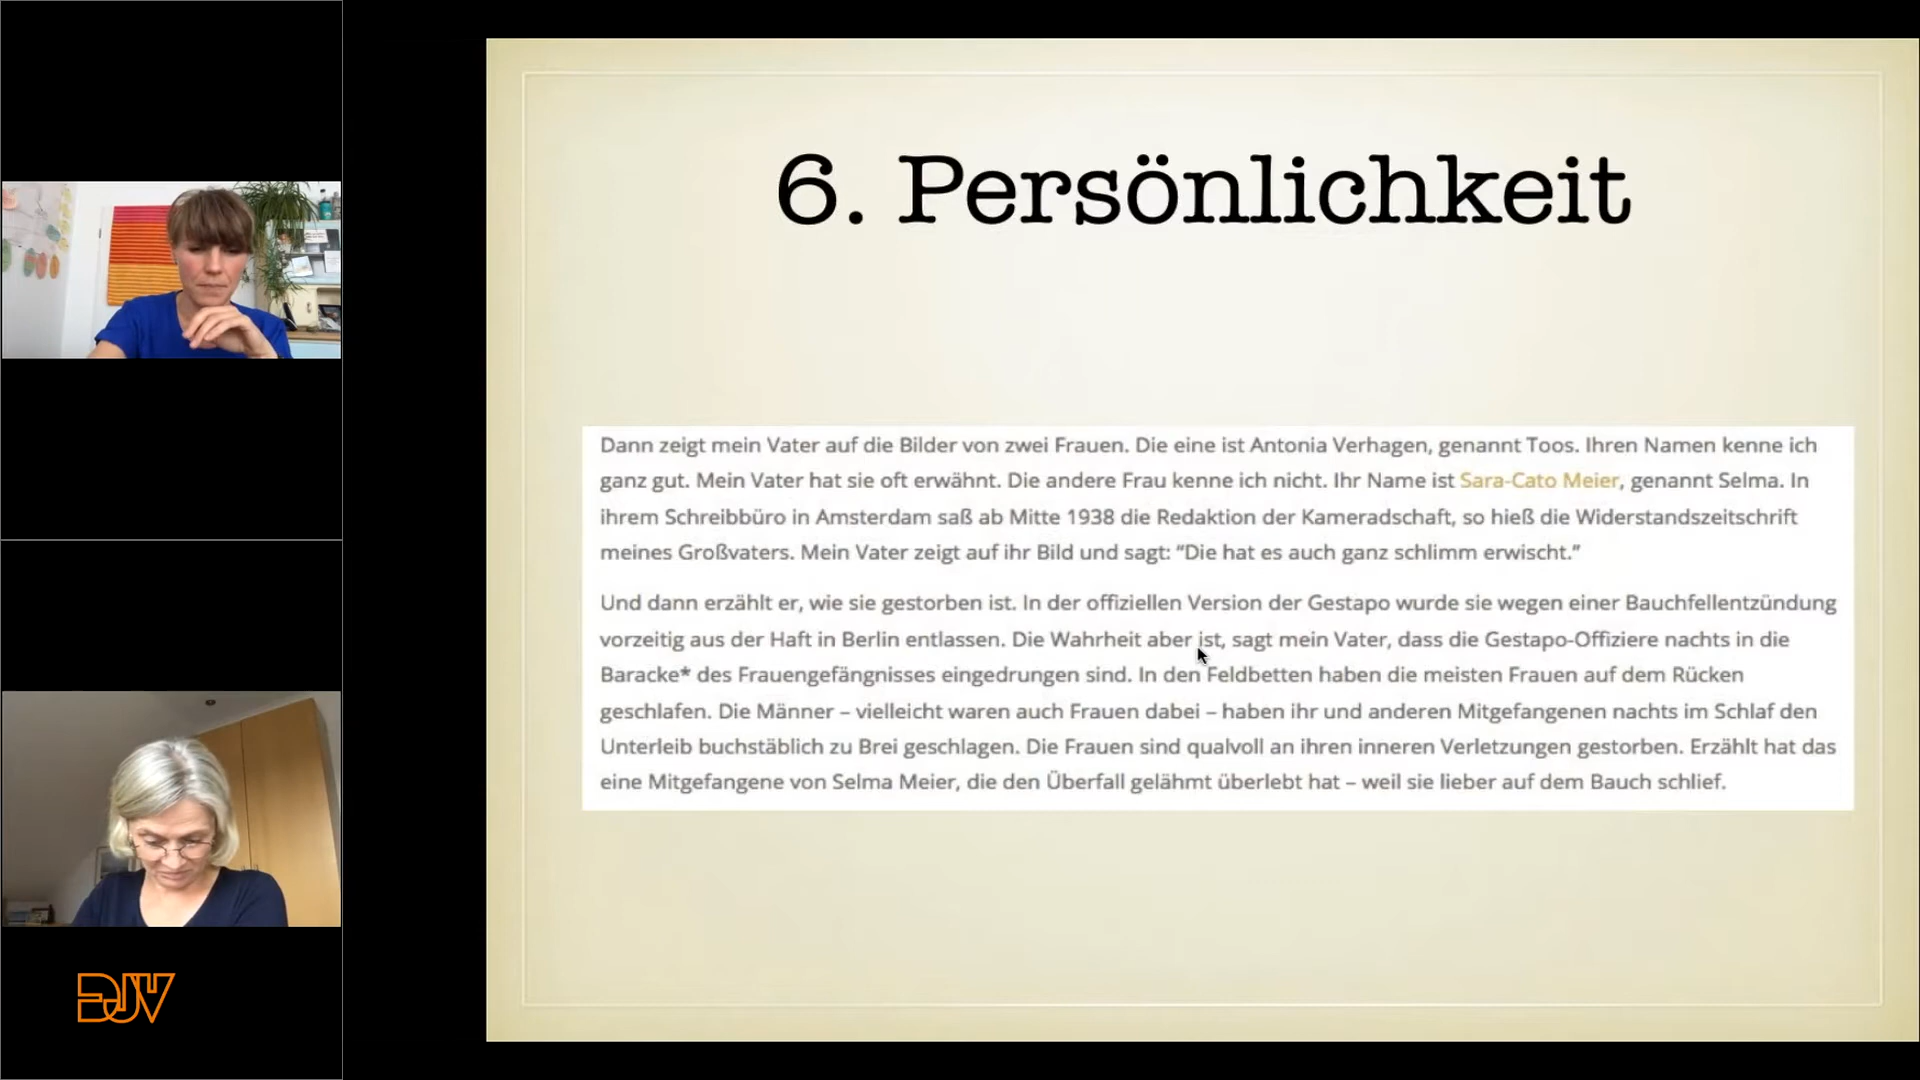 6. Persönlichkeit
Dann zeigt mein Vater auf die Bilder von zwei Frauen. Die eine ist Antonia Verhagen, genannt Toos. Ihren Namen kenne ich
ganz gut. Mein Vater hat sie oft erwähnt. Die andere Frau kenne ich nicht. Ihr Name ist Sara-Cato Meier, genannt Selma. In
ihrem Schreibbüro in Amsterdam saß ab Mitte 1938 die Redaktion der Kameradschaft, so hieß die Widerstandszeitschrift
meines Großvaters. Mein Vater zeigt auf ihr Bild und sagt: “Die hat es auch ganz schlimm erwischt.”
Und dann erzählt er, wie sie gestorben ist. In der offiziellen Version der Gestapo wurde sie wegen einer Bauchfellentzündung
vorzeitig aus der Haft in Berlin entlassen. Die Wahrheit aber ist, sagt mein Vater, dass die Gestapo-Offiziere nachts in die
Baracke* des Frauengefängnisses eingedrungen sind. In den Feldbetten haben die meisten Frauen auf dem Rücken
geschlafen. Die Männer – vielleicht waren auch Frauen dabei – haben ihr und anderen Mitgefangenen nachts im Schlaf den
Unterleib buchstäblich zu Brei geschlagen. Die Frauen sind qualvoll an ihren inneren Verletzungen gestorben. Erzählt hat das
eine Mitgefangene von Selma Meier, die den Überfall gelähmt überlebt hat – weil sie lieber auf dem Bauch schlief.
DJV